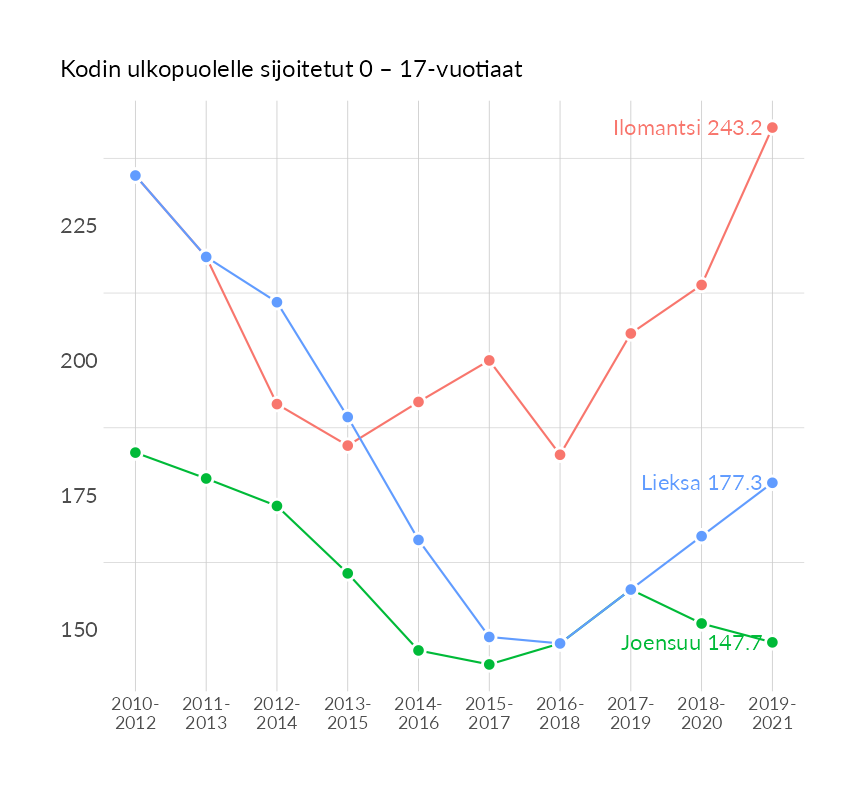 Kodin ulkopuolelle sijoitetut 0 – 17-vuotiaat
Ilomantsi 243.2
225
200
Lieksa 177.3
175
150
Joensuu 147.7
2010- 2011- 2012- 2013- 2014- 2015- 2016- 2017- 2018- 2019-
2012 2013 2014 2015 2016 2017 2018 2019 2020 2021